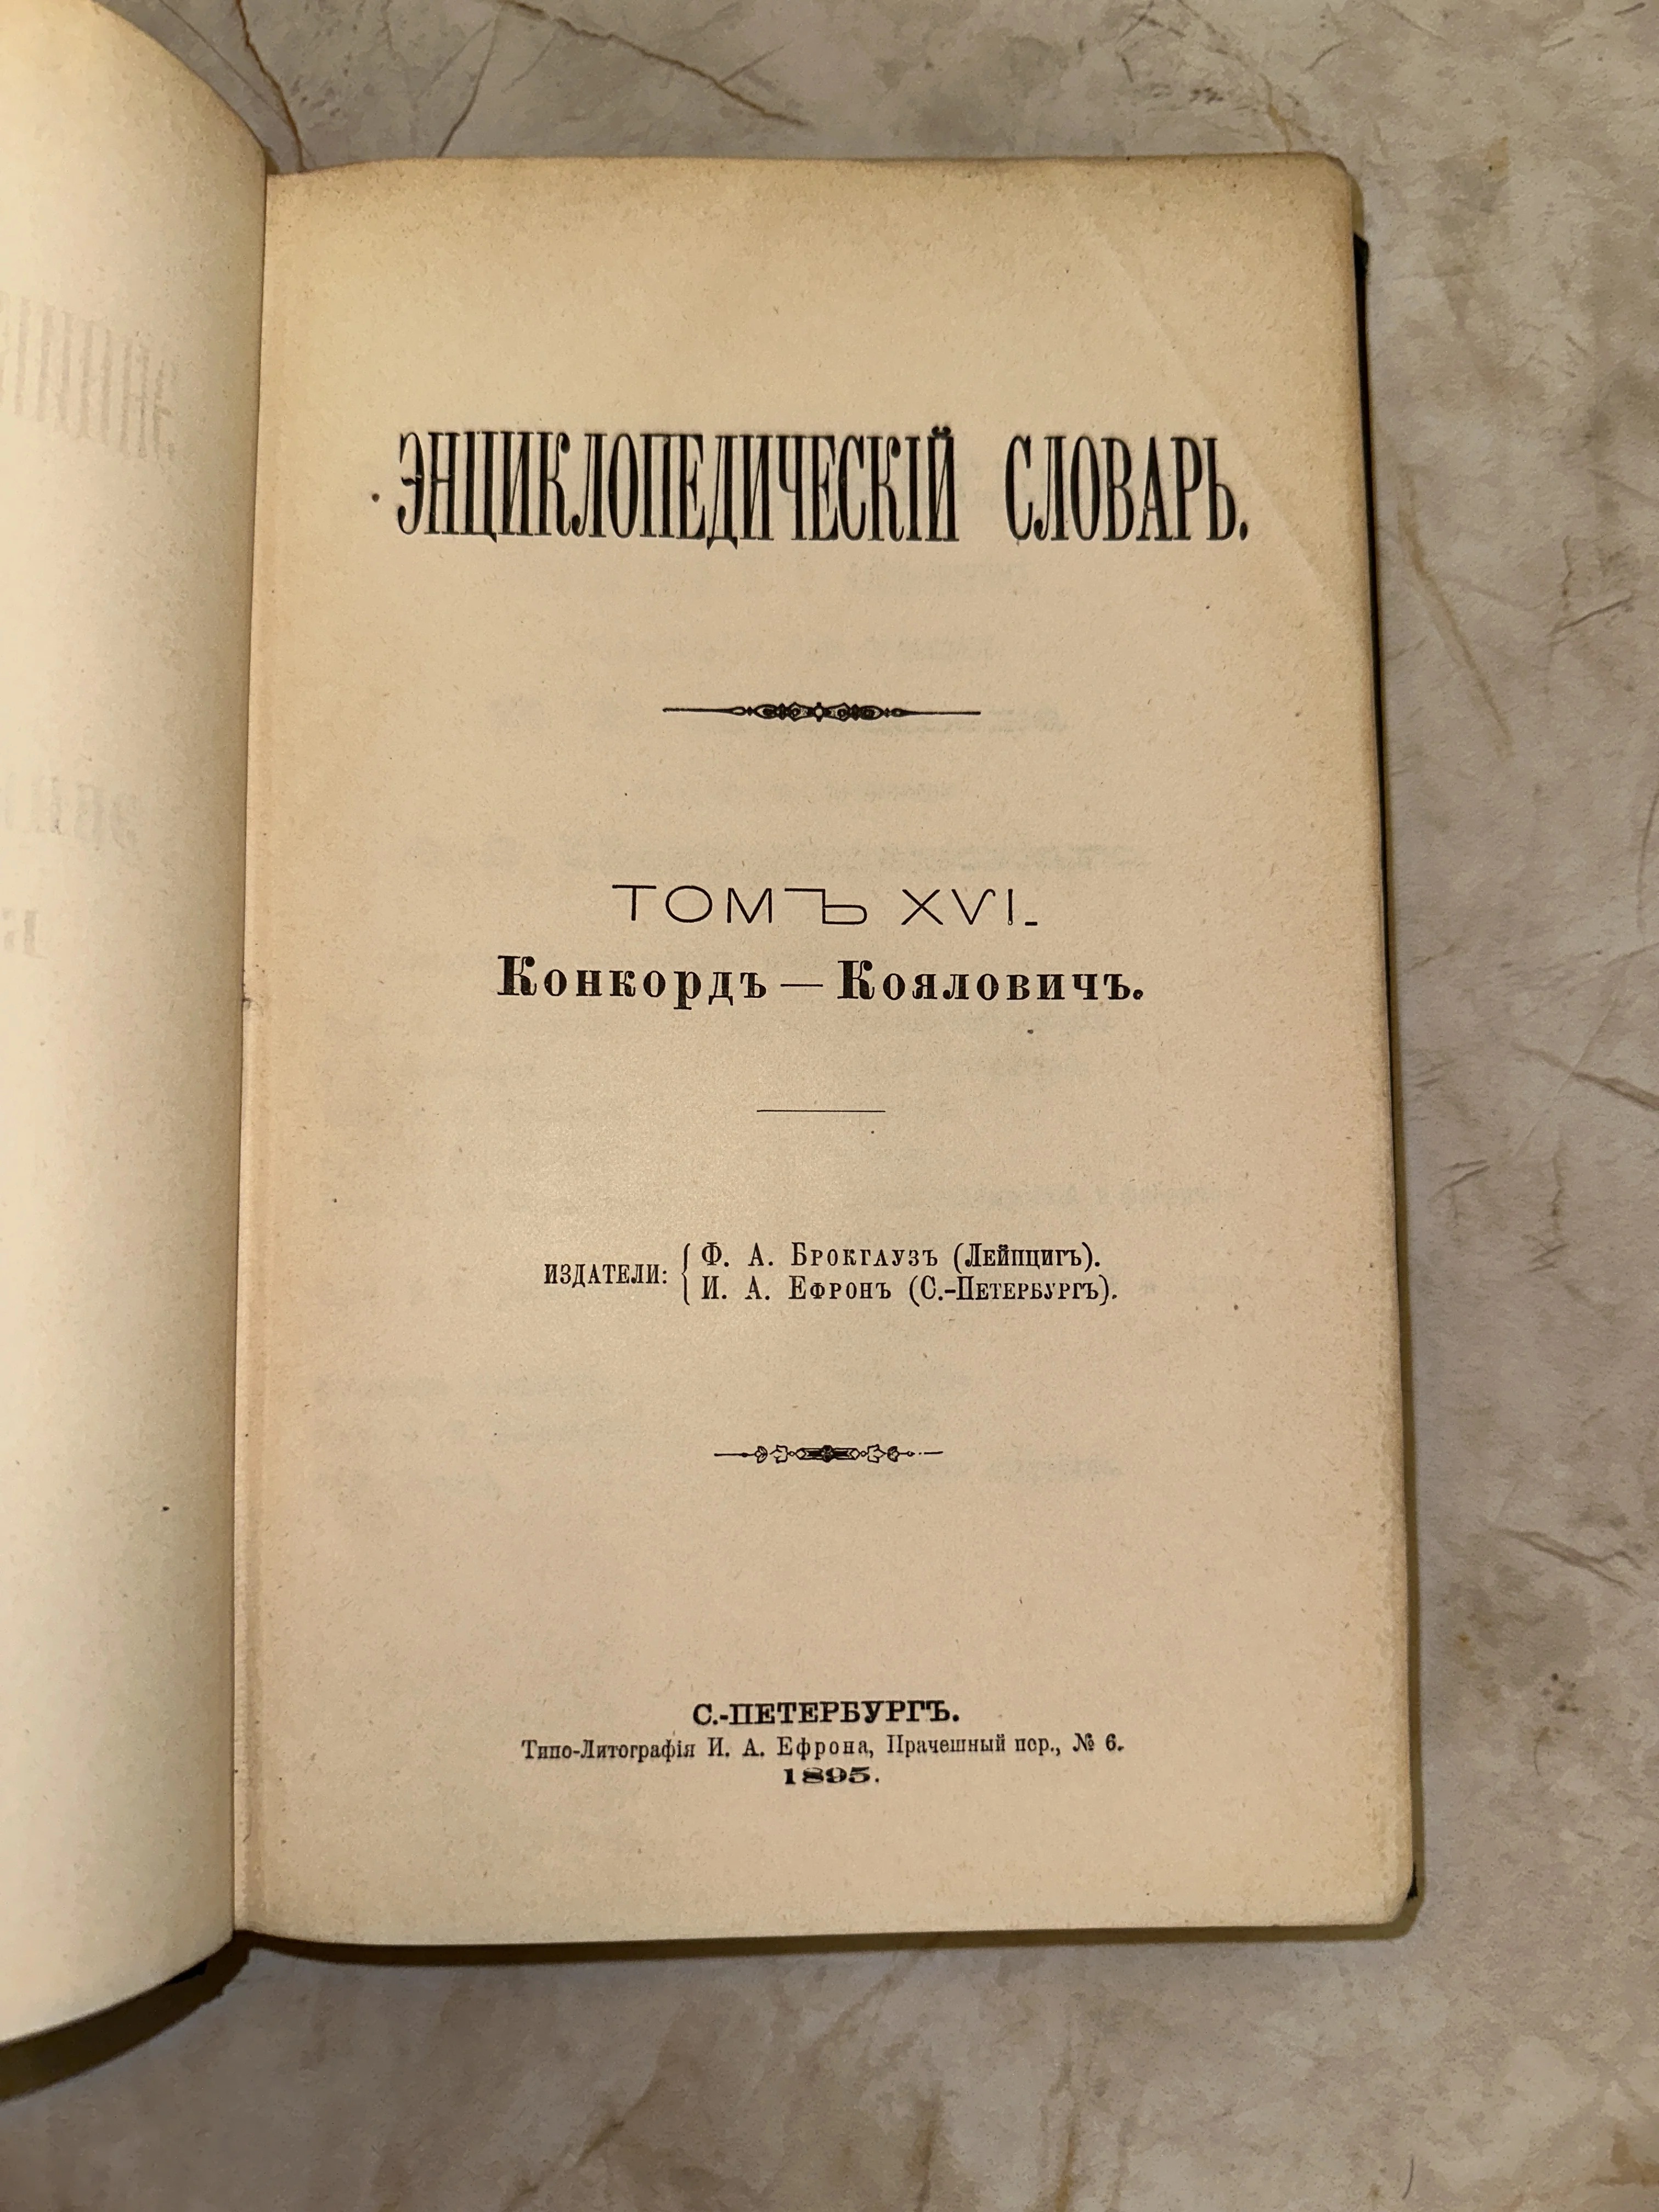 ЭНЦИКЛОПЕДИЧЕСКІЙ СЛОВАРЬ.
ТОМЪ XVI.
Конкордъ — Кояловичъ.
ИЗДАТЕЛИ: { Ф. А. Брокгаузъ (Лейпцигъ).
И. А. Ефронъ (С.-Петербургъ).
С.-ПЕТЕРБУРГЪ.
Типо-Литографія И. А. Ефрона, Прачешный пер., № 6.
1895.